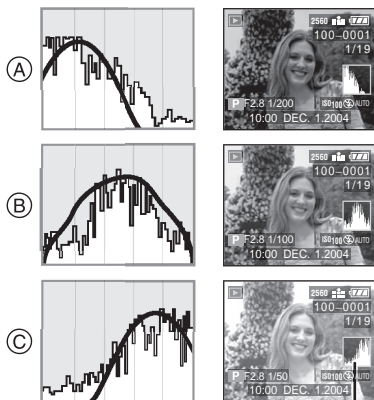 A
2560
100-0001
1/19
P F2.8 1/200 ISO100 AUTO
10:00 DEC. 1.2004
B
2560
100-0001
1/19
P F2.8 1/100 ISO100 AUTO
10:00 DEC. 1.2004
C
2560
100-0001
1/19
P F2.8 1/50 ISO100 AUTO
10:00 DEC. 1.2004